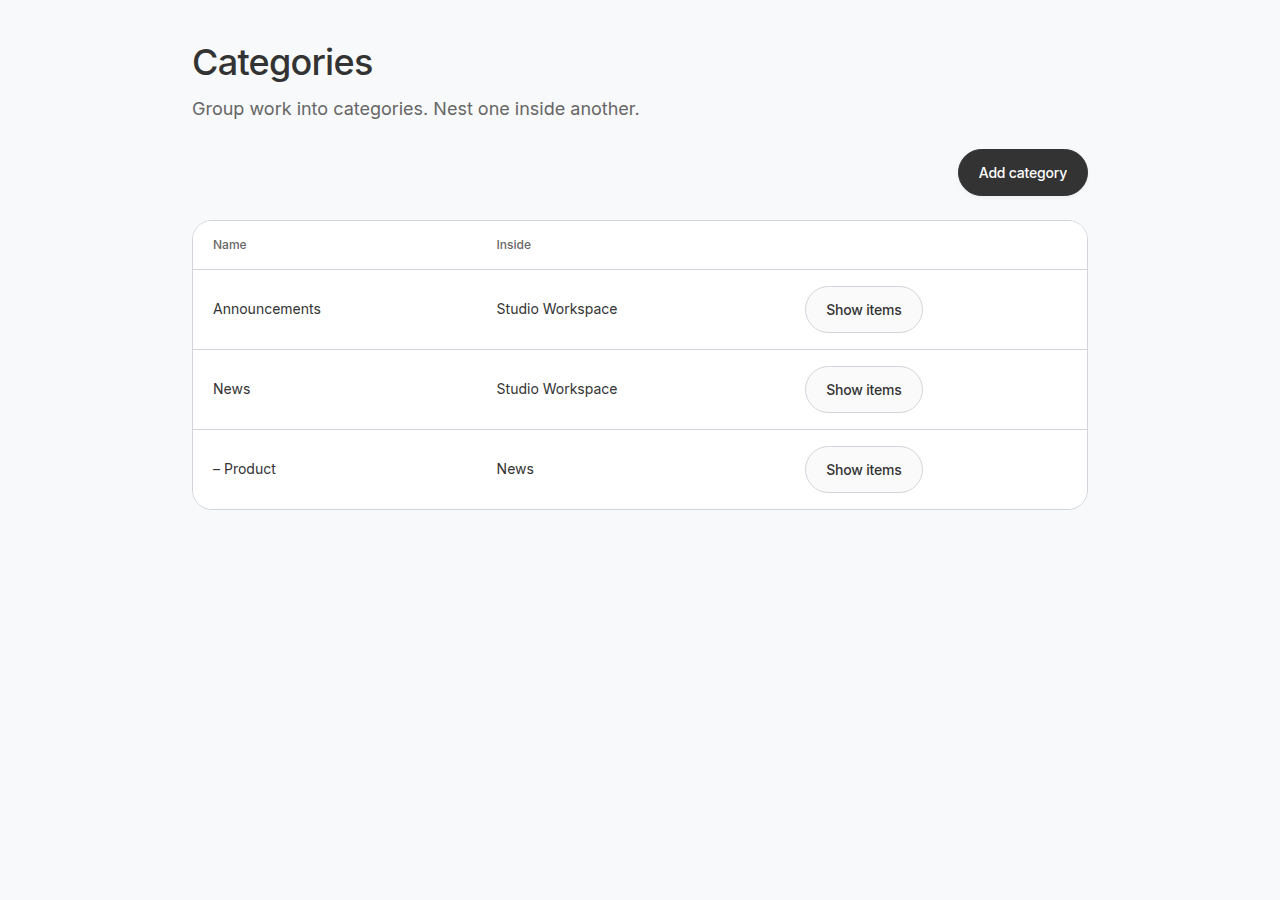 Categories
Group work into categories. Nest one inside another.
Add category
Name Inside
Announcements Studio Workspace Show items
News Studio Workspace Show items
– Product News Show items